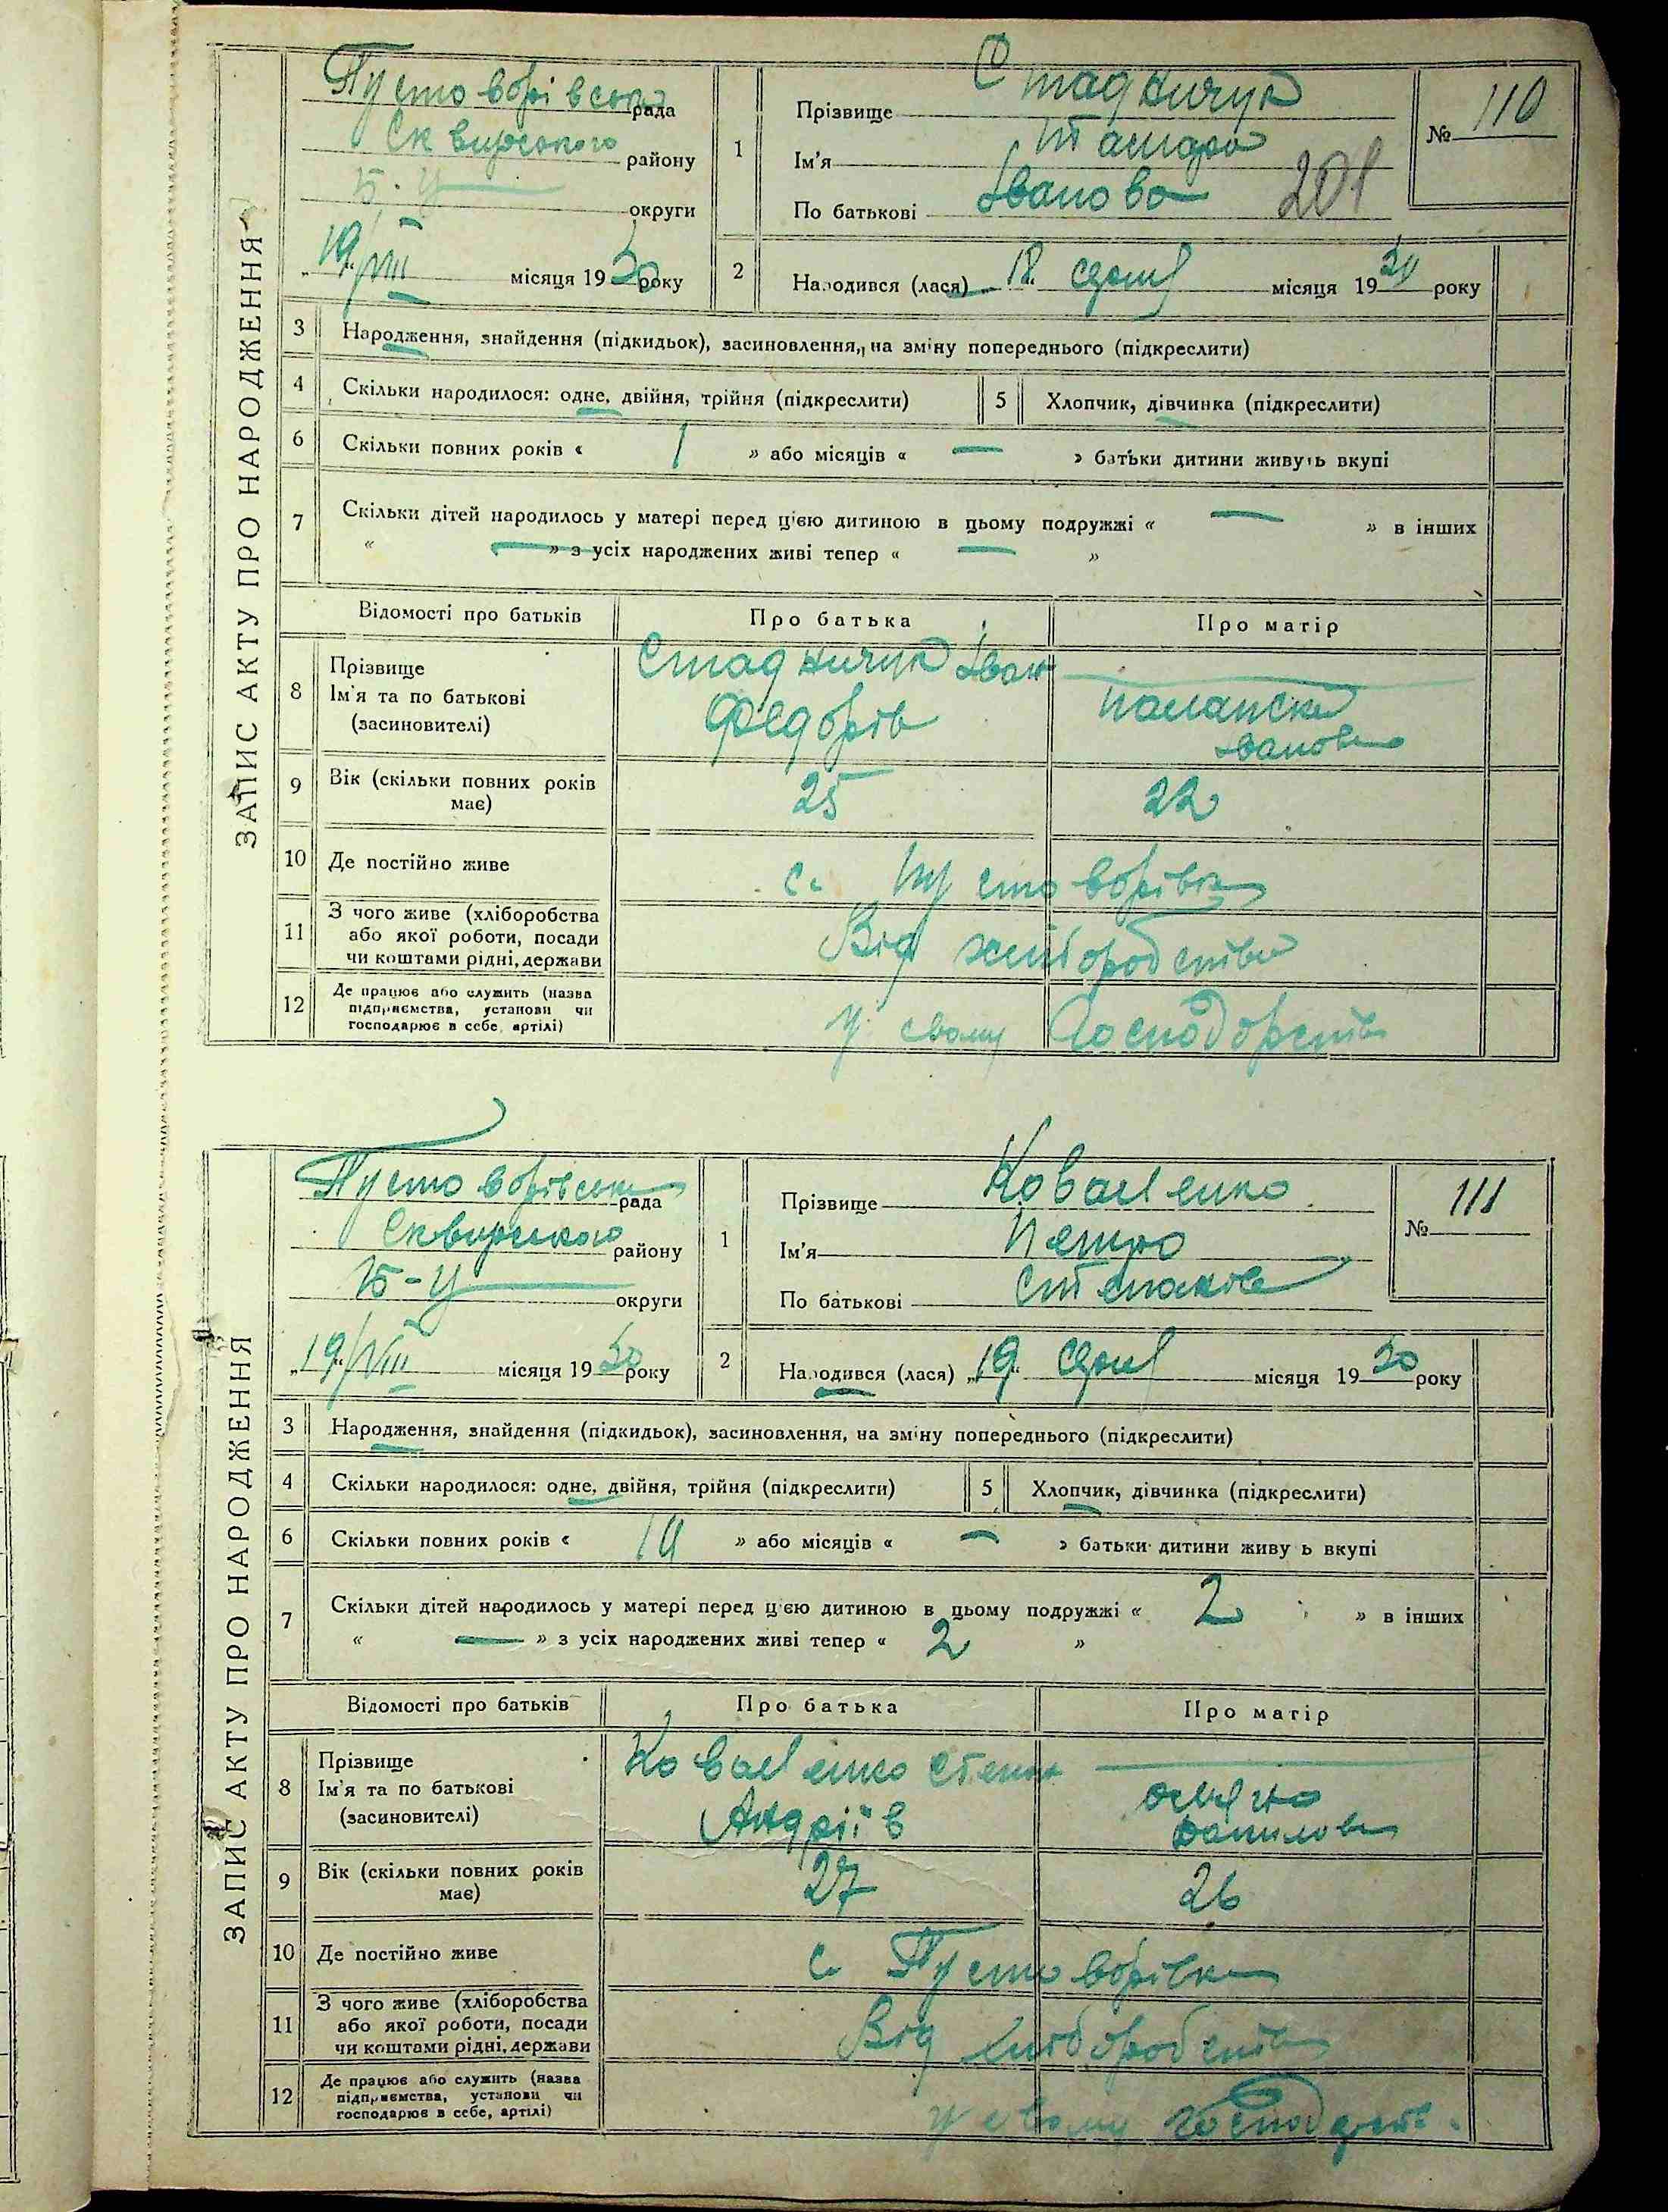 ЗАПИС АКТУ ПРО НАРОДЖЕННЯ
Пустоворівська рада
Сквирського району
Б-Ц округи
„19“ VIII місяця 1930 року
1
Прізвище Стадничук
Ім'я
По батькові Іванова
№ 110
201
2
Народився (лася) „18“ серпня місяця 1930 року
3 Народження, знайдення (підкидьок), засиновлення, на зміну попереднього (підкреслити)
4 Скільки народилося: одне, двійня, трійня (підкреслити) 5 Хлопчик, дівчинка (підкреслити)
6 Скільки повних років « 1 » або місяців « — » батьки дитини живуть вкупі
7 Скільки дітей народилось у матері перед цією дитиною в цьому подружжі « — » в інших
« — » з усіх народжених живі тепер « — »
Відомості про батьків Про батька Про матір
8 Прізвище
Ім'я та по батькові
(засиновителі)
Стадничук Іван
Федорів
—
Іванова
9 Вік (скільки повних років має) 25 22
10 Де постійно живе с. Пустоворівка
11 З чого живе (хліборобства
або якої роботи, посади
чи коштами рідні, держави
Від хліборобства
12 Де працює або служить (назва
підприємства, установи чи
господарює в себе, артілі)
У свому Господорстві
ЗАПИС АКТУ ПРО НАРОДЖЕННЯ
Пустоворівська рада
Сквирського району
Б-Ц округи
„19“ VIII місяця 1930 року
1
Прізвище Коваленко
Ім'я Петро
По батькові Степанів
№ 111
2
Народився (лася) „19“ серпня місяця 1930 року
3 Народження, знайдення (підкидьок), засиновлення, на зміну попереднього (підкреслити)
4 Скільки народилося: одне, двійня, трійня (підкреслити) 5 Хлопчик, дівчинка (підкреслити)
6 Скільки повних років « » або місяців « — » батьки дитини живу ь вкупі
7 Скільки дітей народилось у матері перед цією дитиною в цьому подружжі « 2 » в інших
« — » з усіх народжених живі тепер « 2 »
Відомості про батьків Про батька Про матір
8 Прізвище
Ім'я та по батькові
(засиновителі)
Коваленко Степан
Андріїв
—
Данилова
9 Вік (скільки повних років має) 27 26
10 Де постійно живе с. Пустоворівка
11 З чого живе (хліборобства
або якої роботи, посади
чи коштами рідні, держави
Від хліборобства
12 Де працює або служить (назва
підприємства, установи чи
господарює в себе, артілі)
У свому господарстві